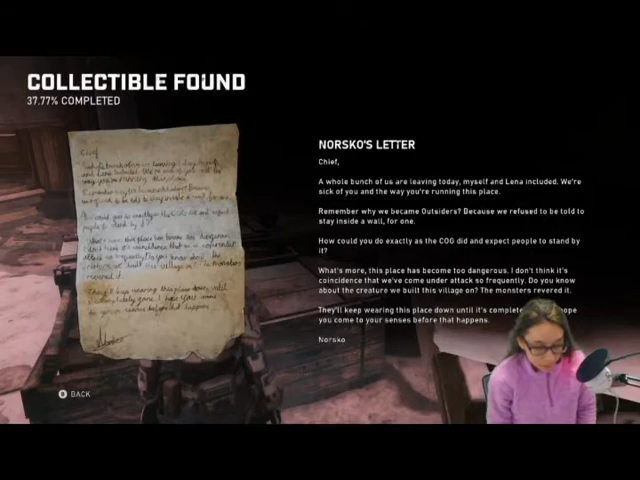 COLLECTIBLE FOUND
37.77% COMPLETED
NORSKO'S LETTER
Chief,
A whole bunch of us are leaving today, myself and Lena included. We're
sick of you and the way you're running this place.
Remember why we became Outsiders? Because we refused to be told to
stay inside a wall, for one.
How could you do exactly as the COG did and expect people to stand by
it?
What's more, this place has become too dangerous. I don't think it's
coincidence that we've come under attack so frequently. Do you know
about the creature we built this village on? The monsters revered it.
They'll keep wearing this place down until it's
you come to your senses before that happens.
Norsko
BACK